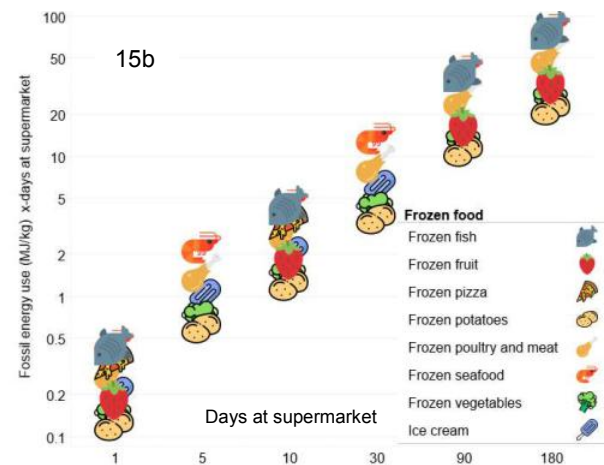 100
15b
50
20
10
5
2
1
0.5
0.2
0.1
Fossil energy use (MJ/kg) x-days at supermarket
Frozen food
Frozen fish
Frozen fruit
Frozen pizza
Frozen potatoes
Frozen poultry and meat
Frozen seafood
Frozen vegetables
Ice cream
Days at supermarket
1 5 10 30 90 180